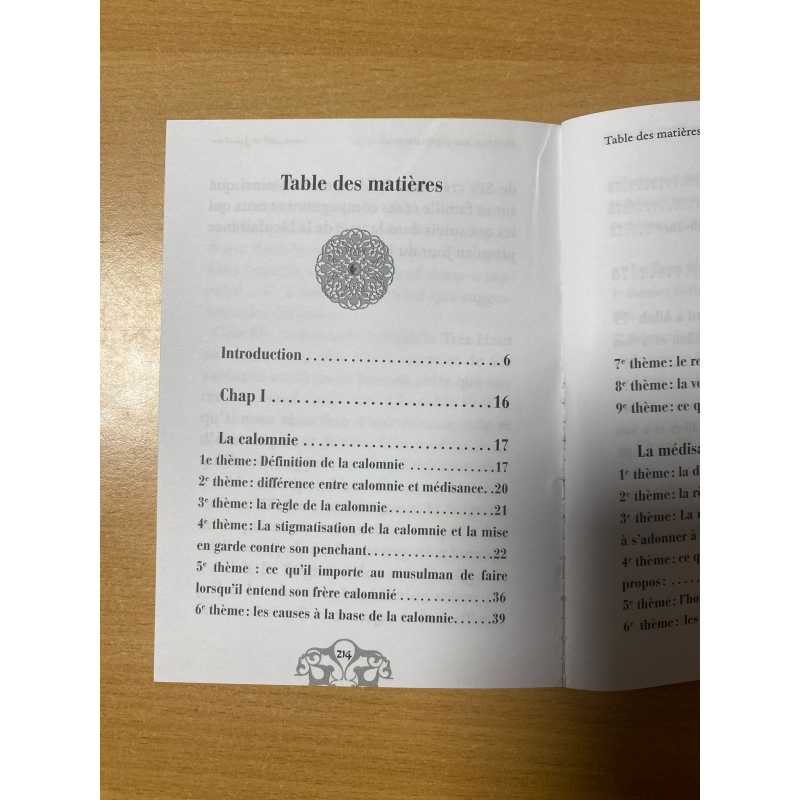 Table des matières
Introduction . . . . . . . . . . . . . . . . . . . . . . . . . . 6
Chap I . . . . . . . . . . . . . . . . . . . . . . . . . . . . . 16
La calomnie . . . . . . . . . . . . . . . . . . . . . . . . . 17
1e thème : Définition de la calomnie . . . . . . . . . . . . 17
2e thème : différence entre calomnie et médisance. . 20
3e thème : la règle de la calomnie . . . . . . . . . . . . . . 21
4e thème : La stigmatisation de la calomnie et la mise
en garde contre son penchant. . . . . . . . . . . . . . . . . . 22
5e thème : ce qu'il importe au musulman de faire
lorsqu'il entend son frère calomnié . . . . . . . . . . . . . 36
6e thème : les causes à la base de la calomnie. . . . . . 39
214
Table des matières
7e thème : le
8e thème : la
9e thème : ce
La
1e thème : la
2e thème : la
3e thème : La
à s'adonner à
4e thème : ce
propos : . . . . .
5e thème :
6e thème : les